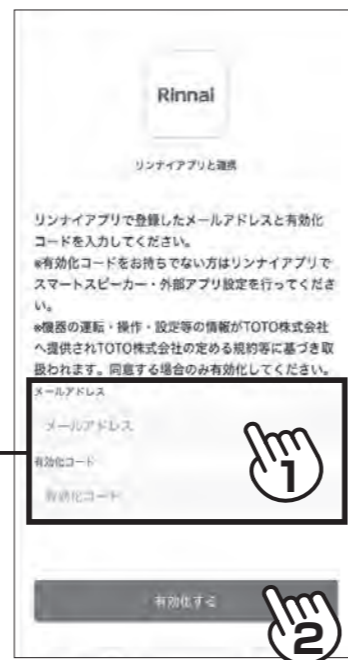 Rinnai
リンナイアプリと連携
リンナイアプリで登録したメールアドレスと有効化
コードを入力してください。
※有効化コードをお持ちでない方はリンナイアプリで
スマートスピーカー・外部アプリ設定を行ってくださ
い。
※機器の運転・操作・設定等の情報がTOTO株式会社
へ提供されTOTO株式会社の定める規約等に基づき取
扱われます。同意する場合のみ有効化してください。
メールアドレス
メールアドレス
1
有効化コード
有効化コード
有効化する
2